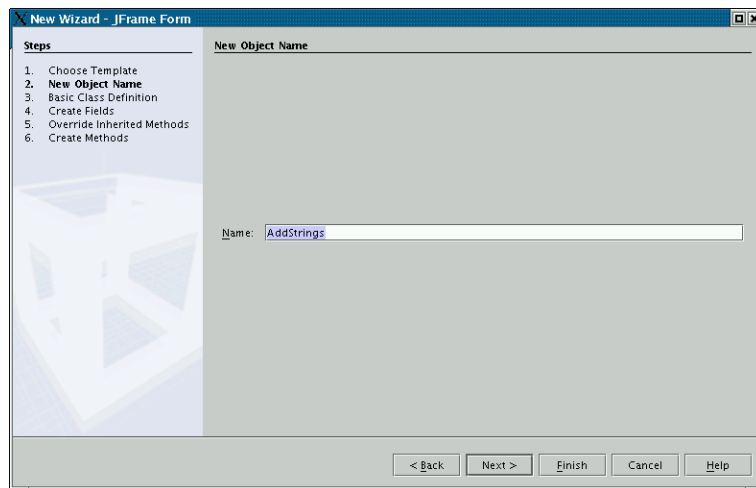 New Wizard - JFrame Form
Steps
1. Choose Template
2. New Object Name
3. Basic Class Definition
4. Create Fields
5. Override Inherited Methods
6. Create Methods
New Object Name
Name: AddStrings
< Back Next > Finish Cancel Help